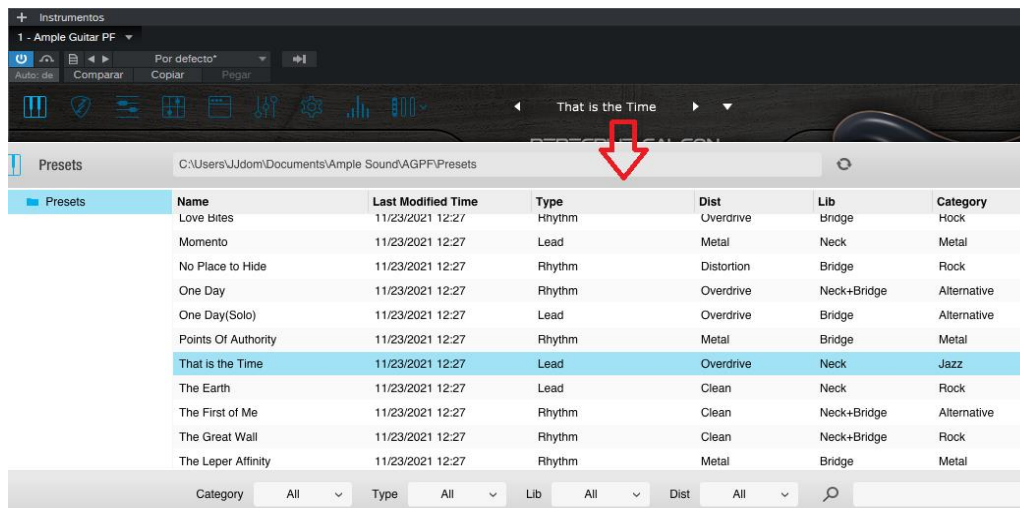 + Instrumentos
1 - Ample Guitar PF
Por defecto*
Auto: de Comparar Copiar Pegar
That is the Time
Presets C:\Users\JJdom\Documents\Ample Sound\AGPF\Presets
Presets Name Last Modified Time Type Dist Lib Category
Love Bites 11/23/2021 12:27 Rhythm Overdrive Bridge Rock
Momento 11/23/2021 12:27 Lead Metal Neck Metal
No Place to Hide 11/23/2021 12:27 Rhythm Distortion Bridge Rock
One Day 11/23/2021 12:27 Rhythm Overdrive Neck+Bridge Alternative
One Day(Solo) 11/23/2021 12:27 Lead Overdrive Bridge Alternative
Points Of Authority 11/23/2021 12:27 Rhythm Metal Bridge Metal
That is the Time 11/23/2021 12:27 Lead Overdrive Neck Jazz
The Earth 11/23/2021 12:27 Lead Clean Neck Rock
The First of Me 11/23/2021 12:27 Rhythm Clean Neck+Bridge Alternative
The Great Wall 11/23/2021 12:27 Rhythm Clean Neck+Bridge Rock
The Leper Affinity 11/23/2021 12:27 Rhythm Metal Bridge Metal
Category All Type All Lib All Dist All